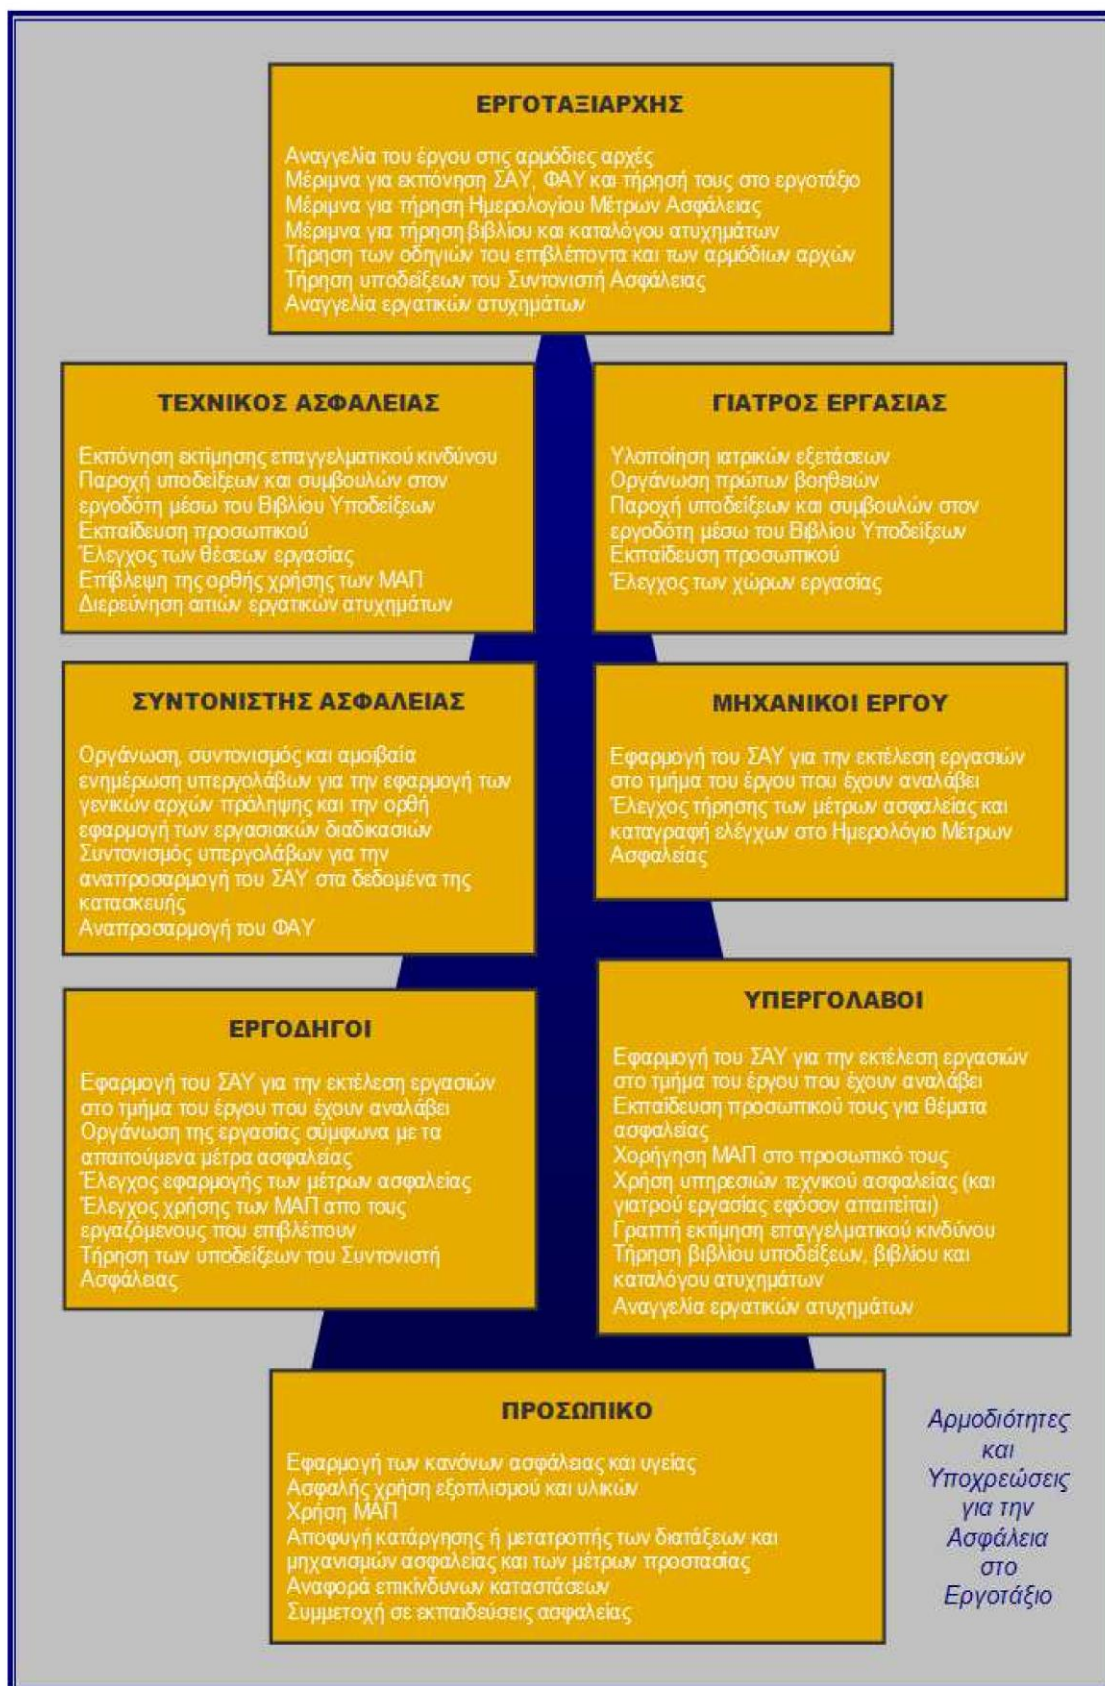 ΕΡΓΟΤΑΞΙΑΡΧΗΣ
Αναγγελία του έργου στις αρμόδιες αρχές
Μέριμνα για εκπόνηση ΣΑΥ, ΦΑΥ και τήρησή τους στο εργοτάξιο
Μέριμνα για τήρηση Ημερολογίου Μέτρων Ασφάλειας
Μέριμνα για τήρηση βιβλίου και καταλόγου ατυχημάτων
Τήρηση των οδηγιών του επιβλέποντα και των αρμόδιων αρχών
Τήρηση υποδείξεων του Συντονιστή Ασφάλειας
Αναγγελία εργατικών ατυχημάτων
ΤΕΧΝΙΚΟΣ ΑΣΦΑΛΕΙΑΣ
Εκπόνηση εκτίμησης επαγγελματικού κινδύνου
Παροχή υποδείξεων και συμβουλών στον
εργοδότη μέσω του Βιβλίου Υποδείξεων
Εκπαίδευση προσωπικού
Έλεγχος των θέσεων εργασίας
Επίβλεψη της ορθής χρήσης των ΜΑΠ
Διερεύνηση αιτιών εργατικών ατυχημάτων
ΓΙΑΤΡΟΣ ΕΡΓΑΣΙΑΣ
Υλοποίηση ιατρικών εξετάσεων
Οργάνωση πρώτων βοηθειών
Παροχή υποδείξεων και συμβουλών στον
εργοδότη μέσω του Βιβλίου Υποδείξεων
Εκπαίδευση προσωπικού
Έλεγχος των χώρων εργασίας
ΣΥΝΤΟΝΙΣΤΗΣ ΑΣΦΑΛΕΙΑΣ
Οργάνωση, συντονισμός και αμοιβαία
ενημέρωση υπεργολάβων για την εφαρμογή των
γενικών αρχών πρόληψης και την ορθή
εφαρμογή των εργασιακών διαδικασιών
Συντονισμός υπεργολάβων για την
αναπροσαρμογή του ΣΑΥ στα δεδομένα της
κατασκευής
Αναπροσαρμογή του ΦΑΥ
ΜΗΧΑΝΙΚΟΙ ΕΡΓΟΥ
Εφαρμογή του ΣΑΥ για την εκτέλεση εργασιών
στο τμήμα του έργου που έχουν αναλάβει
Έλεγχος τήρησης των μέτρων ασφαλείας και
καταγραφή ελέγχων στο Ημερολόγιο Μέτρων
Ασφαλείας
ΕΡΓΟΔΗΓΟΙ
Εφαρμογή του ΣΑΥ για την εκτέλεση εργασιών
στο τμήμα του έργου που έχουν αναλάβει
Οργάνωση της εργασίας σύμφωνα με τα
απαιτούμενα μέτρα ασφαλείας
Έλεγχος εφαρμογής των μέτρων ασφαλείας
Έλεγχος χρήσης των ΜΑΠ απο τους
εργαζόμενους που επιβλέπουν
Τήρηση των υποδείξεων του Συντονιστή
Ασφάλειας
ΥΠΕΡΓΟΛΑΒΟΙ
Εφαρμογή του ΣΑΥ για την εκτέλεση εργασιών
στο τμήμα του έργου που έχουν αναλάβει
Εκπαίδευση προσωπικού τους για θέματα
ασφαλείας
Χορήγηση ΜΑΠ στο προσωπικό τους
Χρήση υπηρεσιών τεχνικού ασφαλείας (και
γιατρού εργασίας εφόσον απαιτείται)
Γραπτή εκτίμηση επαγγελματικού κινδύνου
Τήρηση βιβλίου υποδείξεων, βιβλίου και
καταλόγου ατυχημάτων
Αναγγελία εργατικών ατυχημάτων
ΠΡΟΣΩΠΙΚΟ
Εφαρμογή των κανόνων ασφάλειας και υγείας
Ασφαλής χρήση εξοπλισμού και υλικών
Χρήση ΜΑΠ
Αποφυγή κατάργησης ή μετατροπής των διατάξεων και
μηχανισμών ασφαλείας και των μέτρων προστασίας
Αναφορά επικίνδυνων καταστάσεων
Συμμετοχή σε εκπαιδεύσεις ασφαλείας
Αρμοδιότητες
και
Υποχρεώσεις
για την
Ασφάλεια
στο
Εργοτάξιο